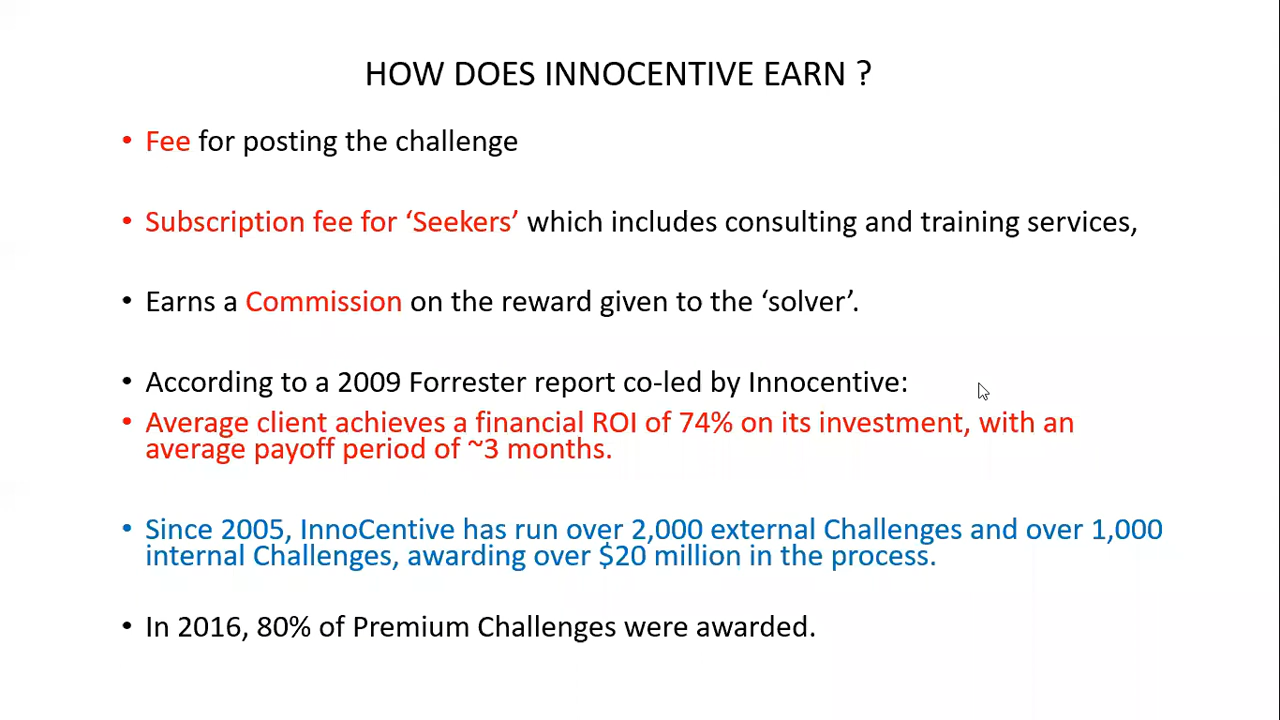 HOW DOES INNOCENTIVE EARN ?
• Fee for posting the challenge
• Subscription fee for ‘Seekers’ which includes consulting and training services,
• Earns a Commission on the reward given to the ‘solver’.
• According to a 2009 Forrester report co-led by Innocentive:
• Average client achieves a financial ROI of 74% on its investment, with an
average payoff period of ~3 months.
• Since 2005, InnoCentive has run over 2,000 external Challenges and over 1,000
internal Challenges, awarding over $20 million in the process.
• In 2016, 80% of Premium Challenges were awarded.